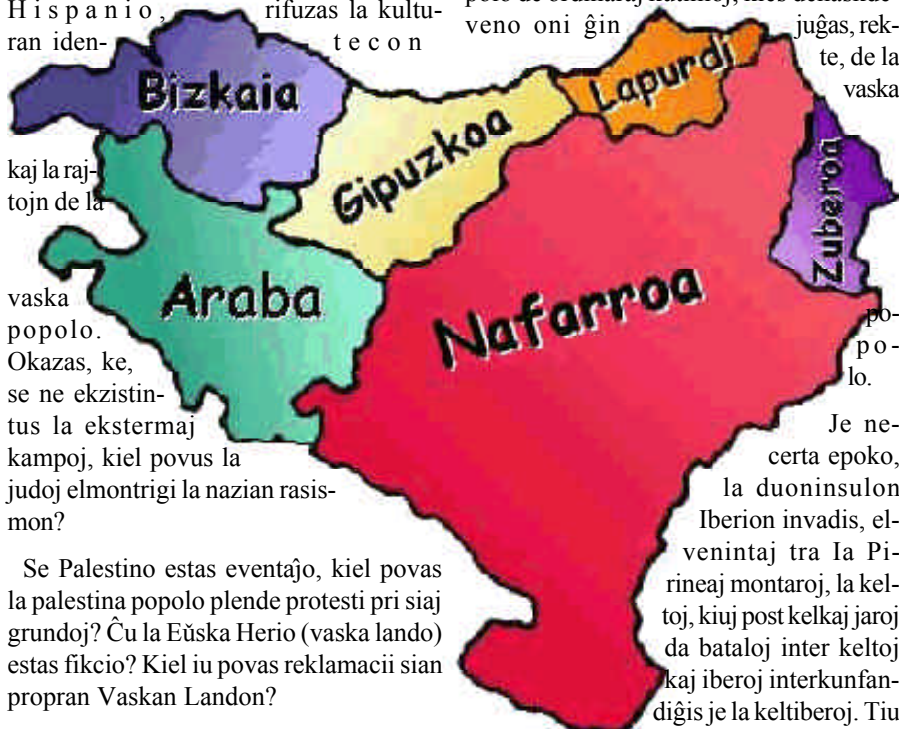 Hispanio, rifuzas la kultu-
ran iden- tecon
kaj la raj-
tojn de la
vaska
popolo.
Okazas, ke,
se ne ekzistin-
tus la ekstermaj
kampoj, kiel povus la
judoj elmontrigi la nazian rasis-
mon?
Se Palestino estas eventaĵo, kiel povas
la palestina popolo plende protesti pri siaj
grundoj? Ĉu la Eŭska Herio (vaska lando)
estas fikcio? Kiel iu povas reklamacii sian
propran Vaskan Landon?
Bizkaia
Gipuzkoa
Lapurdi
Zuberoa
Araba
Nafarroa
polo de
veno oni ĝin juĝas, rek-
te, de la
vaska
po-
po-
lo.
Je ne-
certa epoko,
la duoninsulon
Iberion invadis, el-
venintaj tra Ia Pi-
rineaj montaroj, la kel-
toj, kiuj post kelkaj jaroj
da bataloj inter keltoj
kaj iberoj interkunfan-
diĝis je la keltiberoj. Tiu